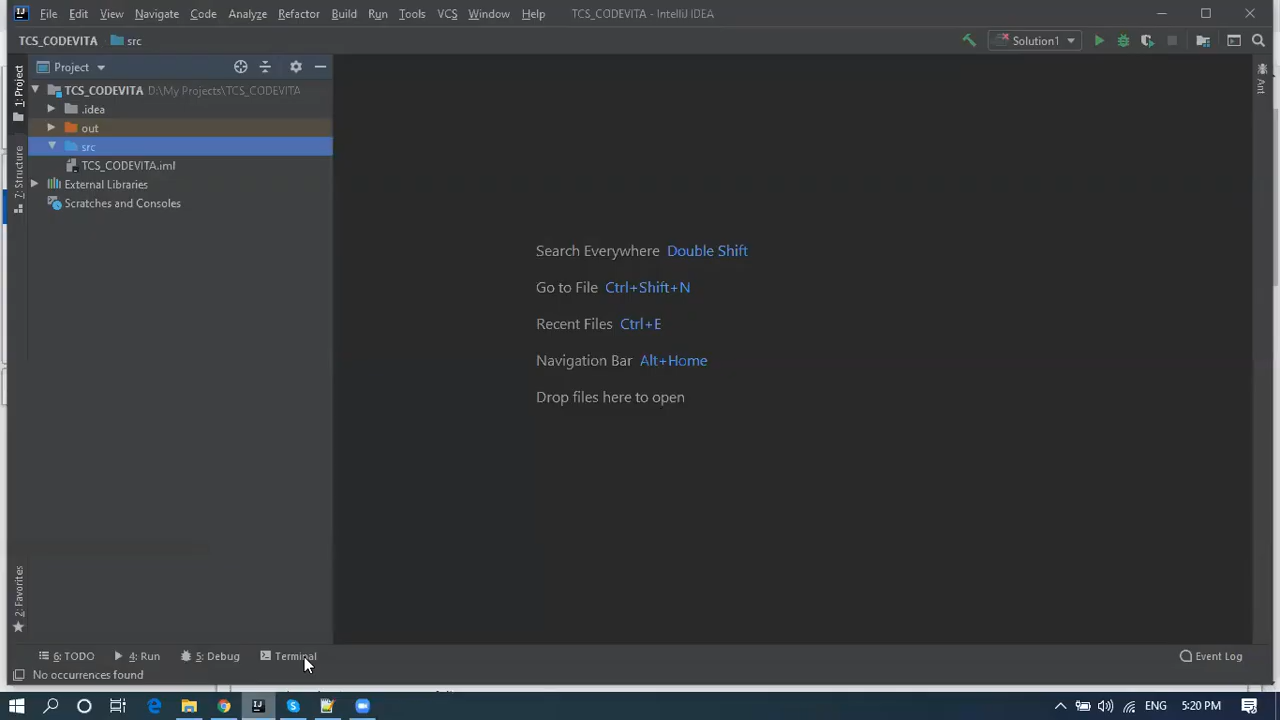 File Edit View Navigate Code Analyze Refactor Build Run Tools VCS Window Help TCS_CODEVITA - IntelliJ IDEA
TCS_CODEVITA src Solution1
1: Project
Project
TCS_CODEVITA D:\My Projects\TCS_CODEVITA
.idea
out
src
TCS_CODEVITA.iml
External Libraries
Scratches and Consoles
7: Structure
Ant
Search Everywhere Double Shift
Go to File Ctrl+Shift+N
Recent Files Ctrl+E
Navigation Bar Alt+Home
Drop files here to open
2: Favorites
6: TODO 4: Run 5: Debug Terminal Event Log
No occurrences found
ENG 5:20 PM